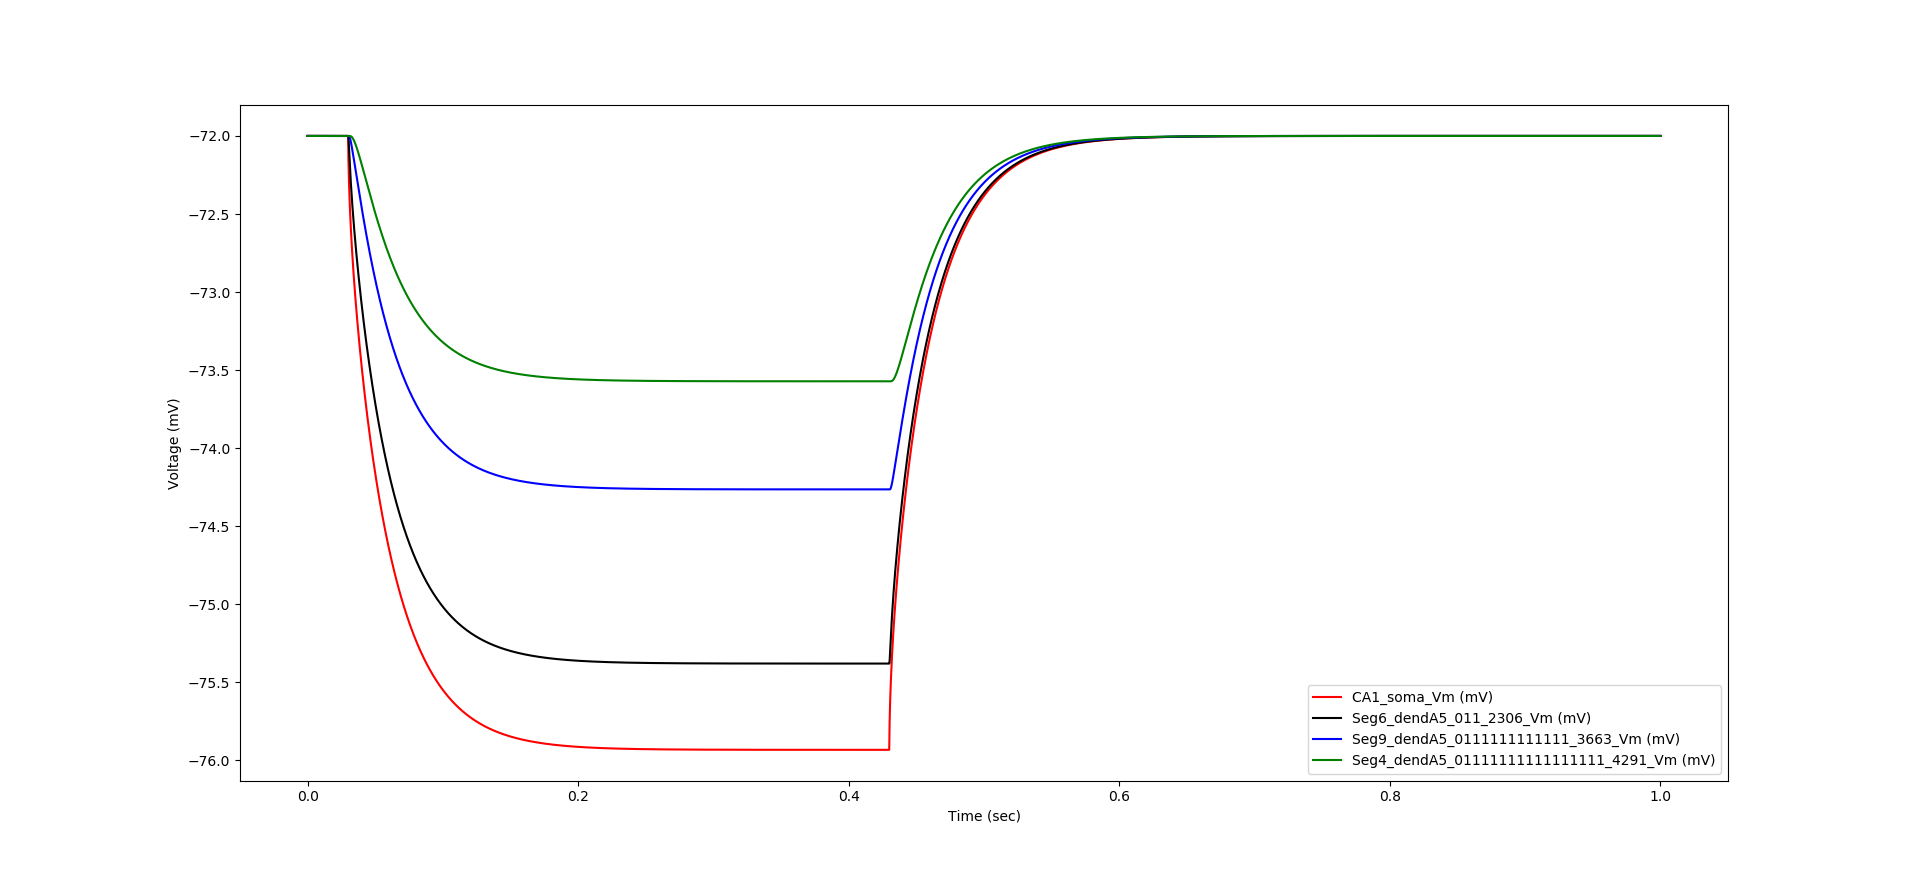 Voltage (mV)
−72.0
−72.5
−73.0
−73.5
−74.0
−74.5
−75.0
−75.5
−76.0
CA1_soma_Vm (mV)
Seg6_dendA5_011_2306_Vm (mV)
Seg9_dendA5_0111111111111_3663_Vm (mV)
Seg4_dendA5_01111111111111111_4291_Vm (mV)
0.0 0.2 0.4 0.6 0.8 1.0
Time (sec)